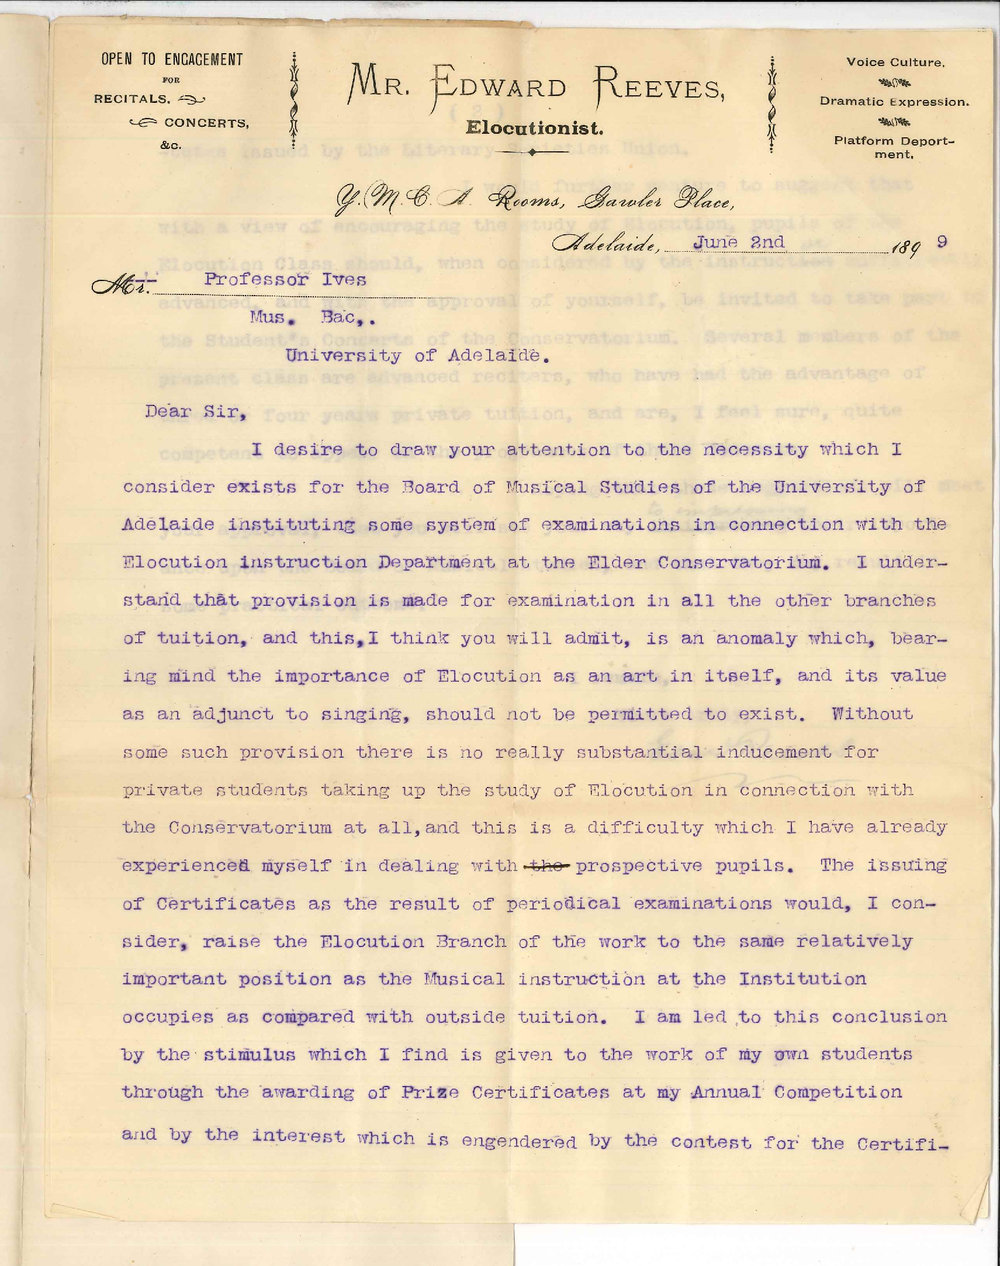 OPEN TO ENGAGEMENT
FOR
RECITALS,
CONCERTS,
&c.
MR. EDWARD REEVES,
Elocutionist.
Voice Culture.
Dramatic Expression.
Platform Deport-
ment.
Y. M. C. A. Rooms, Gawler Place,
Adelaide, June 2nd 1899
Mr. Professor Ives
Mus. Bac,.
University of Adelaide.
Dear Sir,
I desire to draw your attention to the necessity which I
consider exists for the Board of Musical Studies of the University of
Adelaide instituting some system of examinations in connection with the
Elocution instruction Department at the Elder Conservatorium. I under-
stand that provision is made for examination in all the other branches
of tuition, and this,I think you will admit, is an anomaly which, bear-
ing mind the importance of Elocution as an art in itself, and its value
as an adjunct to singing, should not be permitted to exist. Without
some such provision there is no really substantial inducement for
private students taking up the study of Elocution in connection with
the Conservatorium at all,and this is a difficulty which I have already
experienced myself in dealing with the prospective pupils. The issuing
of Certificates as the result of periodical examinations would, I con-
sider, raise the Elocution Branch of the work to the same relatively
important position as the Musical instruction at the Institution
occupies as compared with outside tuition. I am led to this conclusion
by the stimulus which I find is given to the work of my own students
through the awarding of Prize Certificates at my Annual Competition
and by the interest which is engendered by the contest for the Certifi-